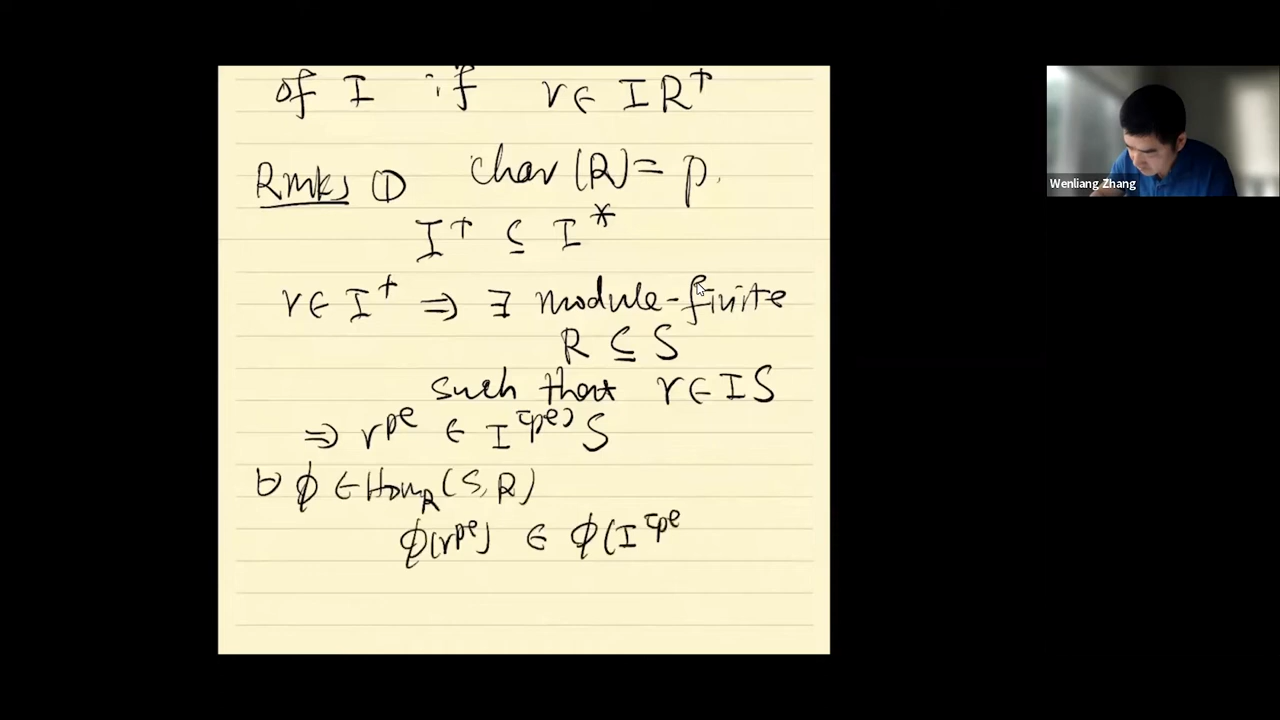 of I if r ∈ IR⁺
Rmks ① char(R) = p.
I⁺ ⊆ I*
r ∈ I⁺ ⇒ ∃ module-finite
R ⊆ S
such that r ∈ IS
⇒ r^{p^e} ∈ I^{[p^e]} S
∀ φ ∈ Hom_R(S, R)
φ(r^{p^e}) ∈ φ(I^{[p^e
Wenliang Zhang